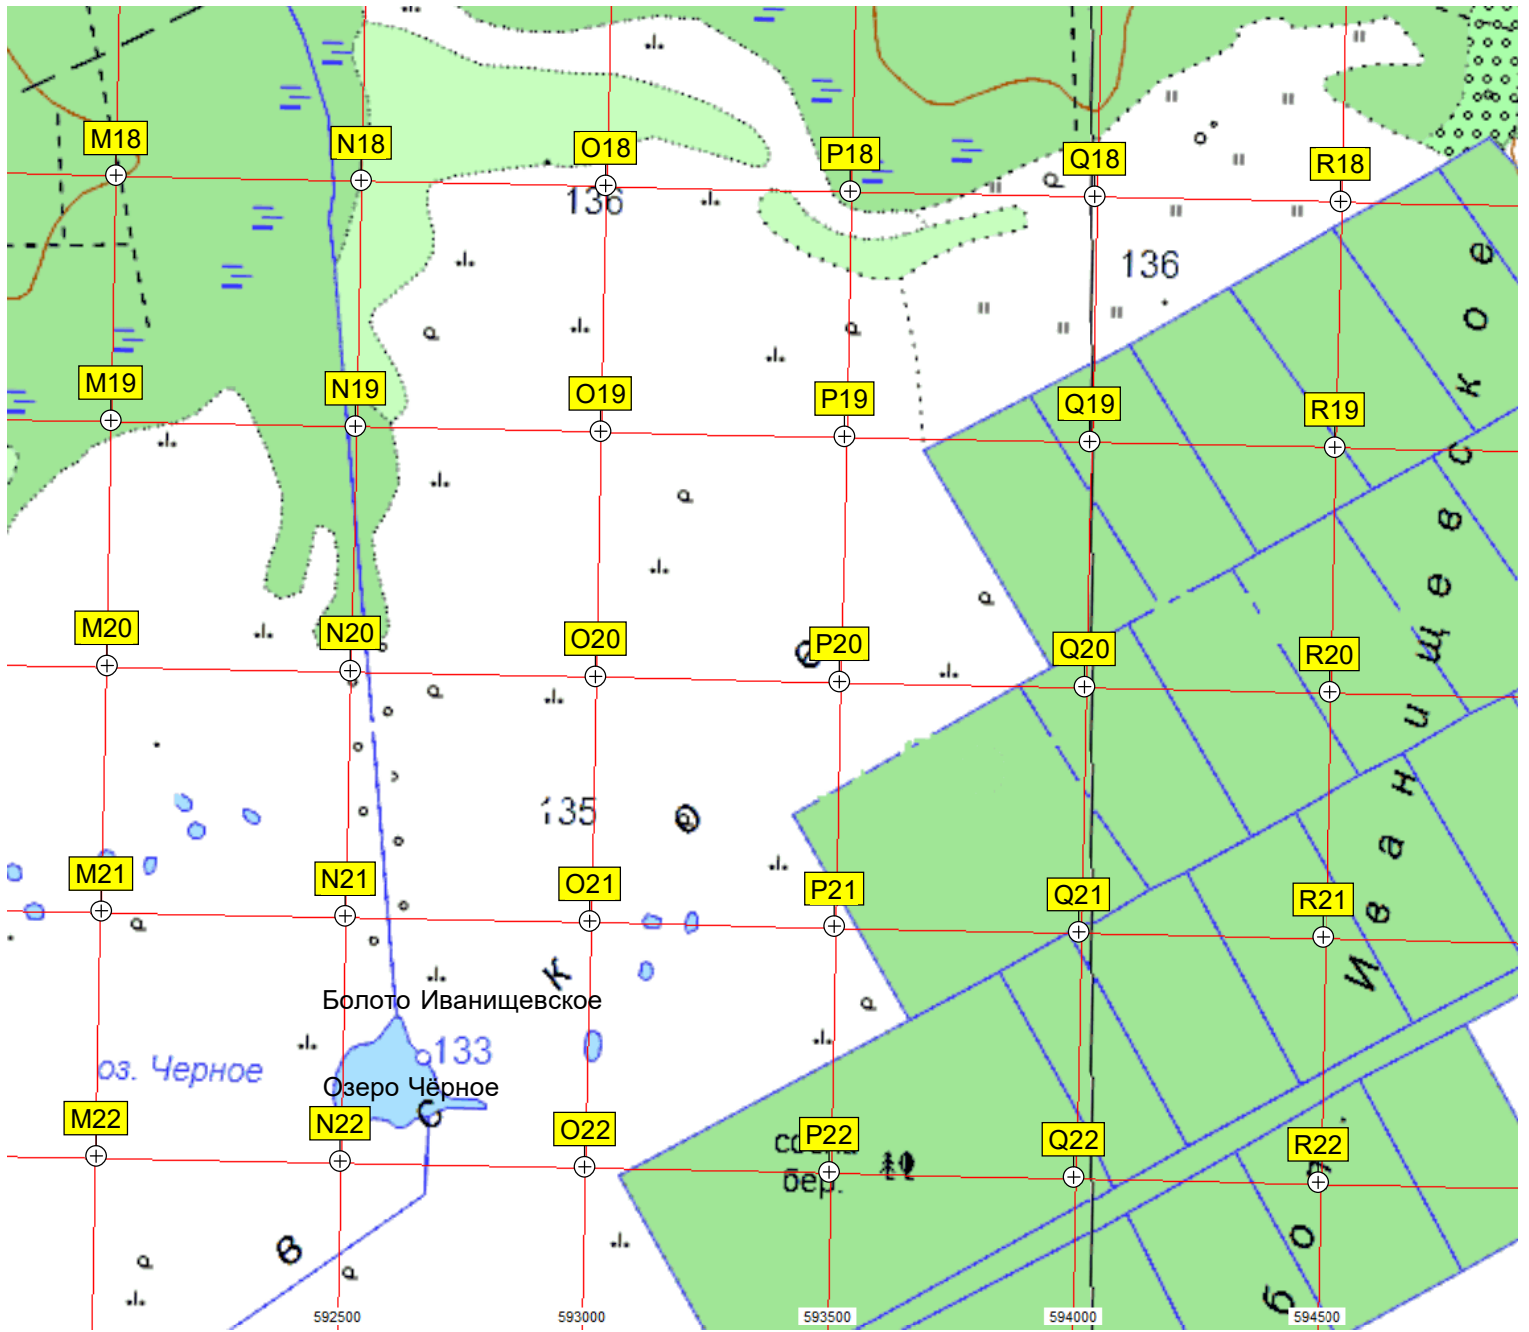 M18
N18
O18
P18
Q18
R18
136
136
M19
N19
O19
P19
Q19
R19
M20
N20
O20
P20
Q20
R20
135
M21
N21
O21
P21
Q21
R21
Иванищевское
Болото Иванищевское
133
оз. Черное
Озеро Чёрное
M22
N22
O22
P22
Q22
R22
бер.
к
о
с
в
б
о
592500
593000
593500
594000
594500